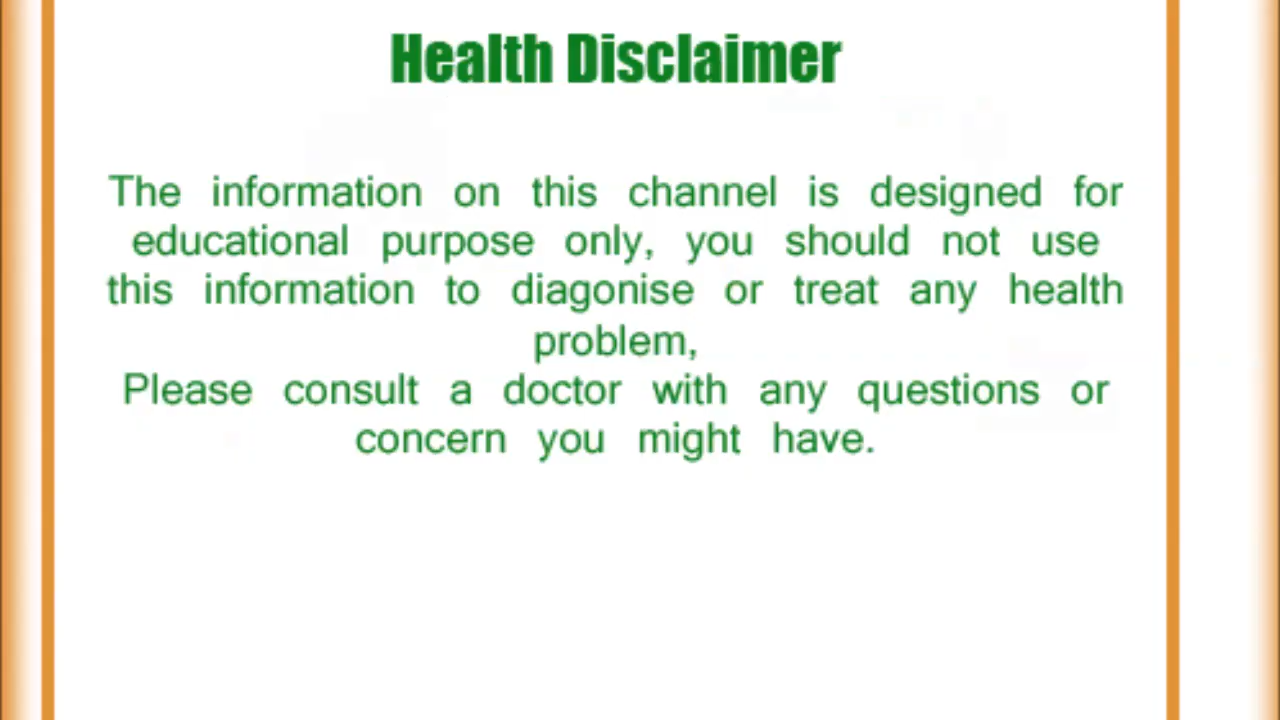 Health Disclaimer
The information on this channel is designed for
educational purpose only, you should not use
this information to diagonise or treat any health
problem,
Please consult a doctor with any questions or
concern you might have.